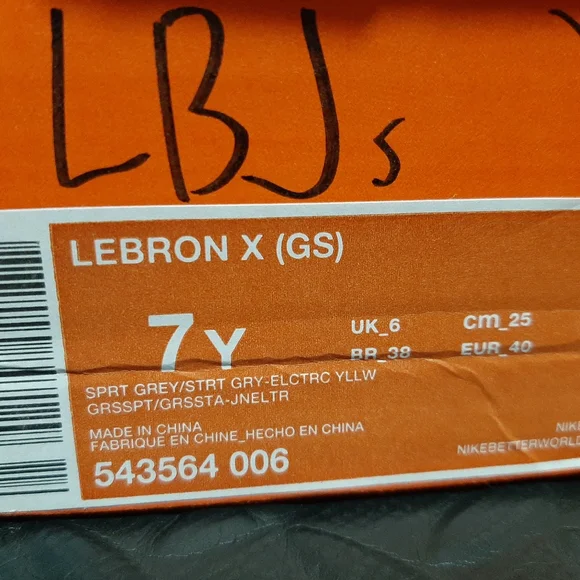 LBJs
LEBRON X (GS)
7Y
UK_6 cm_25
BR_38 EUR_40
SPRT GREY/STRT GRY-ELCTRC YLLW
GRSSPT/GRSSTA-JNELTR
MADE IN CHINA
FABRIQUE EN CHINE_HECHO EN CHINA
NIKE
NIKEBETTERWORLD
543564 006